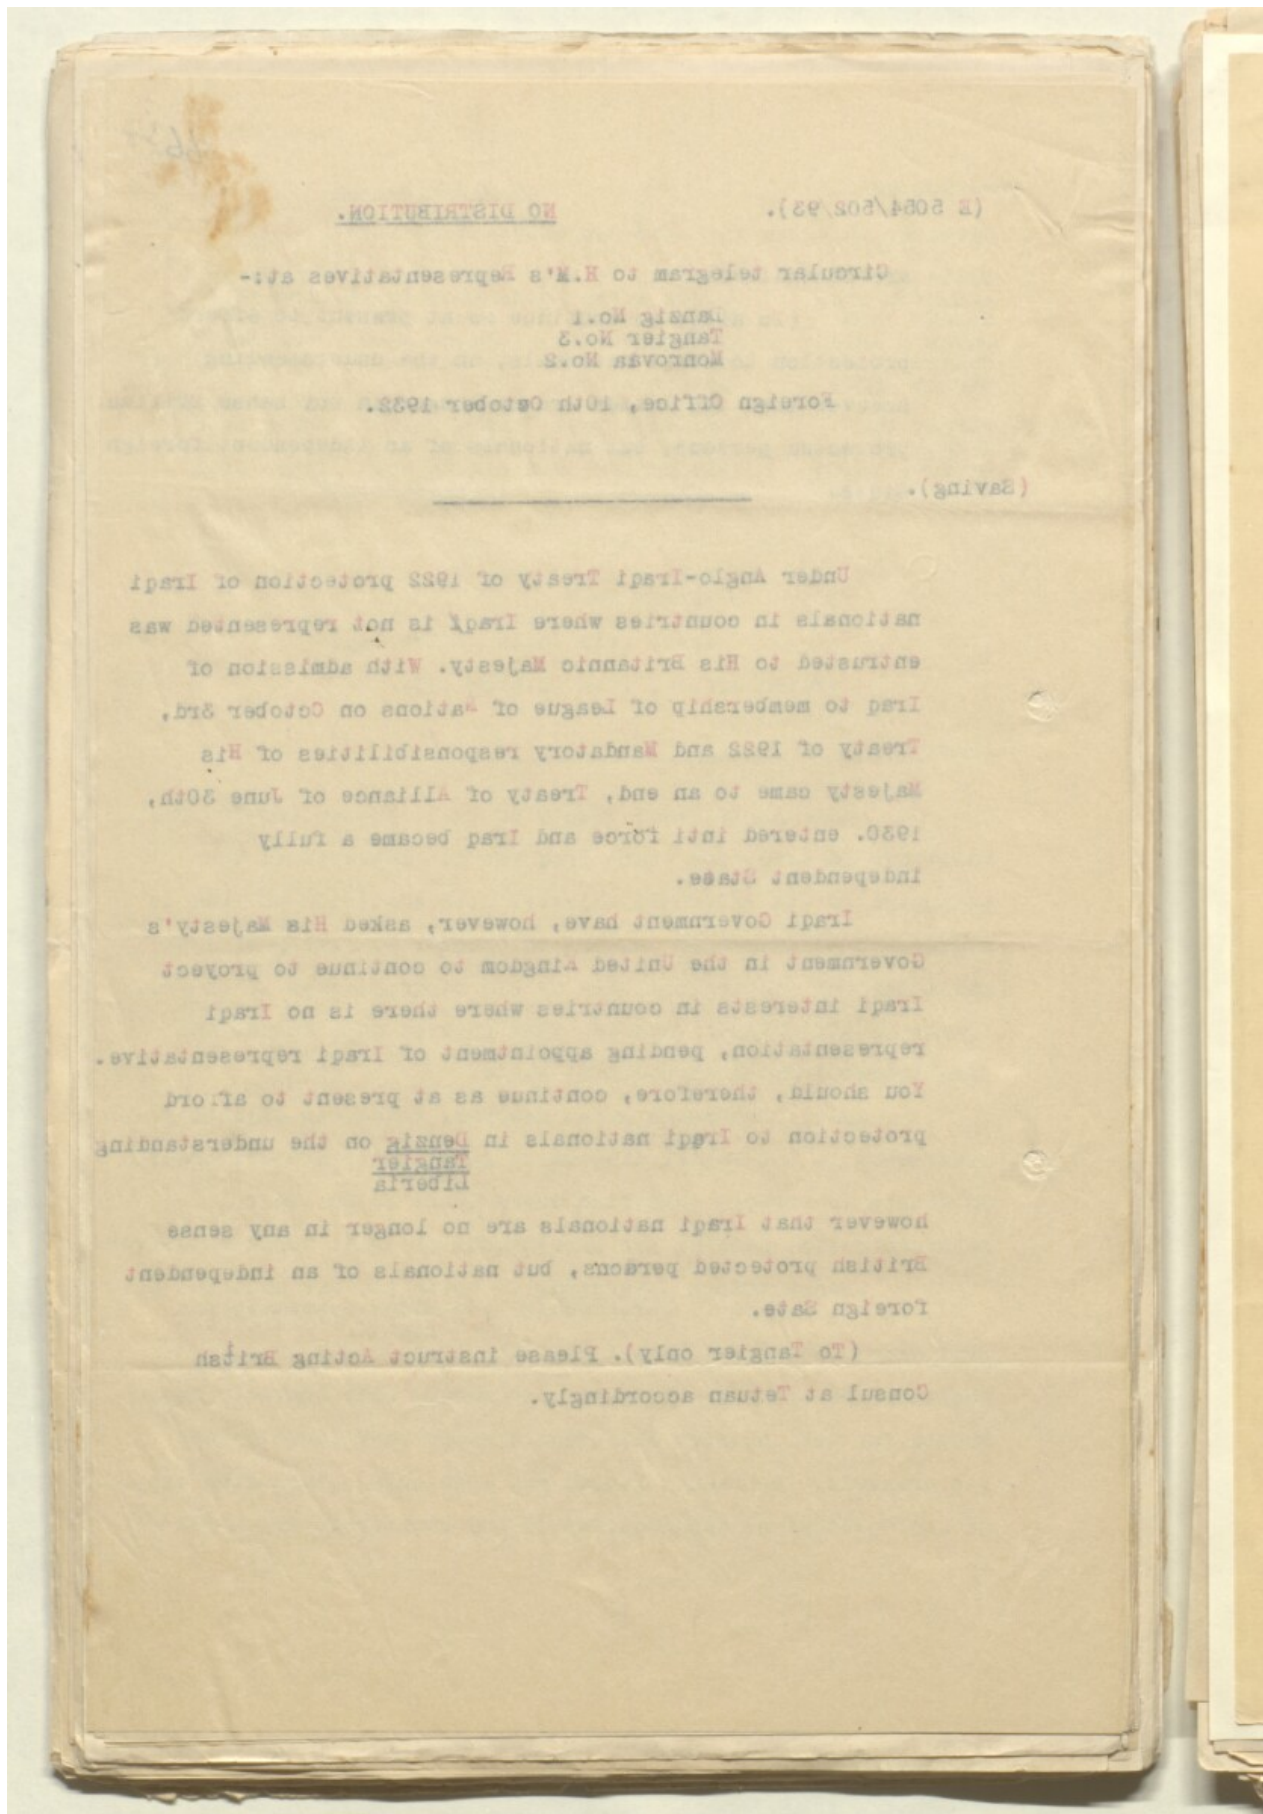 (E 5054/502/93). NO DISTRIBUTION.
Circular telegram to H.M's Representatives at:-
Danzig No.1
Tangier No.3
Monrovia No.2
Foreign Office, 10th October 1932.
(Saving).
Under Anglo-Iraqi Treaty of 1922 protection of Iraqi
nationals in countries where Iraq is not represented was
entrusted to His Britannic Majesty. With admission of
Iraq to membership of League of Nations on October 3rd,
Treaty of 1922 and Mandatory responsibilities of His
Majesty came to an end, Treaty of Alliance of June 30th,
1930. entered inti force and Iraq became a fully
independent State.
Iraqi Government have, however, asked His Majesty's
Government in the United Kingdom to continue to proyect
Iraqi interests in countries where there is no Iraqi
representation, pending appointment of Iraqi representative.
You should, therefore, continue as at present to afford
protection to Iraqi nationals in Denzig on the understanding
Tangier
Liberia
however that Iraqi nationals are no longer in any sense
British protected persons, but nationals of an independent
foreign Sate.
(To Tangier only). Please instruct Acting British
Consul at Tetuan accordingly.